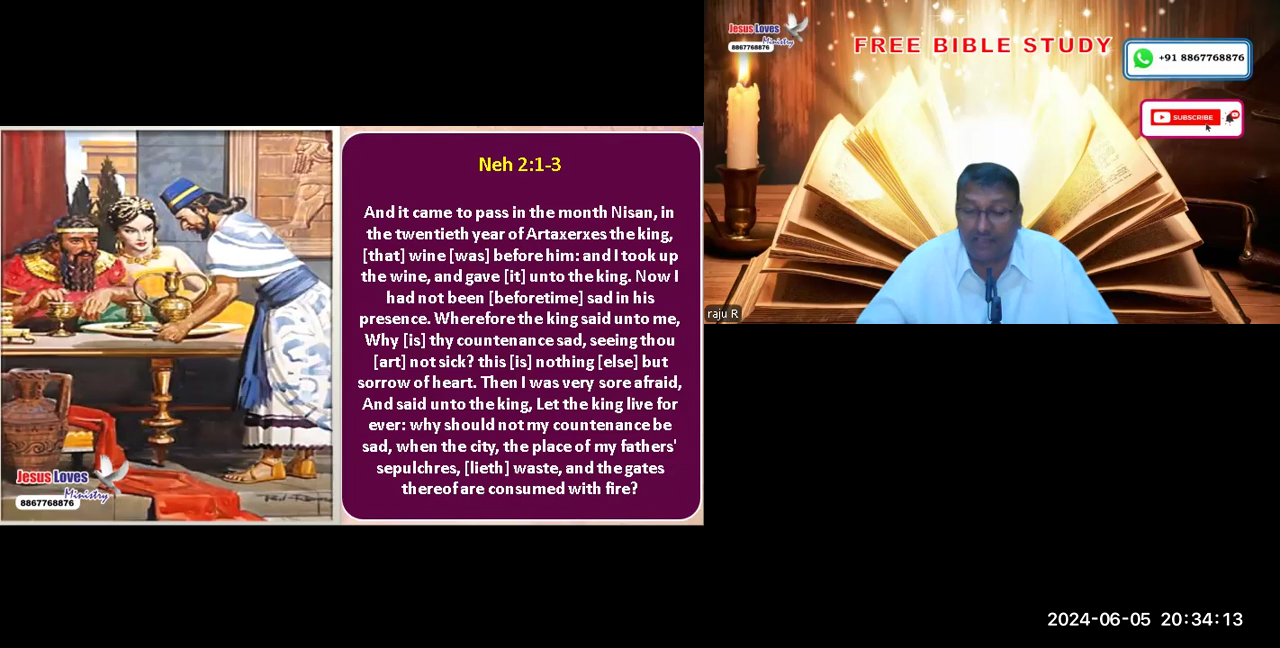 Neh 2:1-3
And it came to pass in the month Nisan, in
the twentieth year of Artaxerxes the king,
[that] wine [was] before him: and I took up
the wine, and gave [it] unto the king. Now I
had not been [beforetime] sad in his
presence. Wherefore the king said unto me,
Why [is] thy countenance sad, seeing thou
[art] not sick? this [is] nothing [else] but
sorrow of heart. Then I was very sore afraid,
And said unto the king, Let the king live for
ever: why should not my countenance be
sad, when the city, the place of my fathers'
sepulchres, [lieth] waste, and the gates
thereof are consumed with fire?
Jesus Loves
Ministry
8867768876
Jesus Loves
Ministry
8867768876
FREE BIBLE STUDY
+91 8867768876
SUBSCRIBE
raju R
2024-06-05 20:34:13